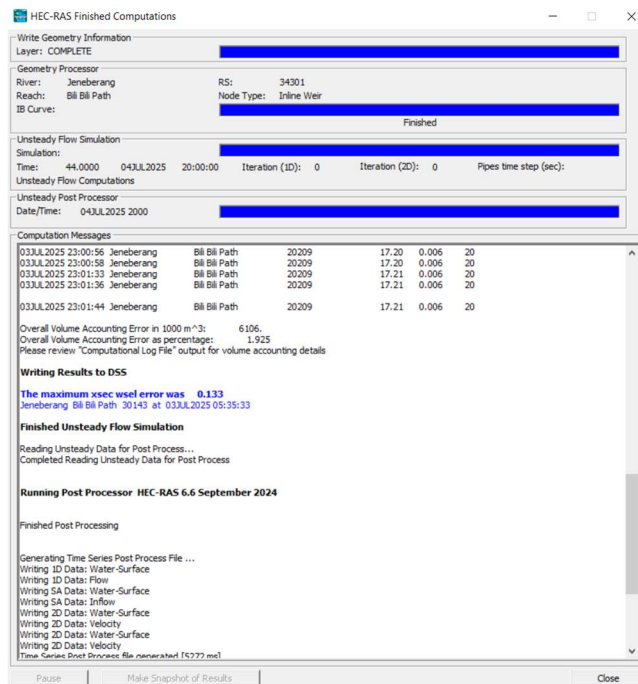 HEC-RAS Finished Computations
Write Geometry Information
Layer: COMPLETE
Geometry Processor
River: Jeneberang RS: 34301
Reach: Bili Bili Path Node Type: Inline Weir
IB Curve:
Finished
Unsteady Flow Simulation
Simulation:
Time: 44.0000 04JUL2025 20:00:00 Iteration (1D): 0 Iteration (2D): 0 Pipes time step (sec):
Unsteady Flow Computations
Unsteady Post Processor
Date/Time: 04JUL2025 2000
Computation Messages
03JUL2025 23:00:56 Jeneberang Bili Bili Path 20209 17.20 0.006 20
03JUL2025 23:00:58 Jeneberang Bili Bili Path 20209 17.20 0.006 20
03JUL2025 23:01:33 Jeneberang Bili Bili Path 20209 17.21 0.006 20
03JUL2025 23:01:36 Jeneberang Bili Bili Path 20209 17.21 0.006 20
03JUL2025 23:01:44 Jeneberang Bili Bili Path 20209 17.21 0.006 20
Overall Volume Accounting Error in 1000 m^3: 6106.
Overall Volume Accounting Error as percentage: 1.925
Please review "Computational Log File" output for volume accounting details
Writing Results to DSS
The maximum xsec wsel error was 0.133
Jeneberang Bili Bili Path 30143 at 03JUL2025 05:35:33
Finished Unsteady Flow Simulation
Reading Unsteady Data for Post Process...
Completed Reading Unsteady Data for Post Process
Running Post Processor HEC-RAS 6.6 September 2024
Finished Post Processing
Generating Time Series Post Process File ...
Writing 1D Data: Water-Surface
Writing 1D Data: Flow
Writing SA Data: Water-Surface
Writing SA Data: Inflow
Writing 2D Data: Water-Surface
Writing 2D Data: Velocity
Writing 2D Data: Water-Surface
Writing 2D Data: Velocity
Time Series Post Process file generated [5272 ms]
Pause Make Snapshot of Results Close